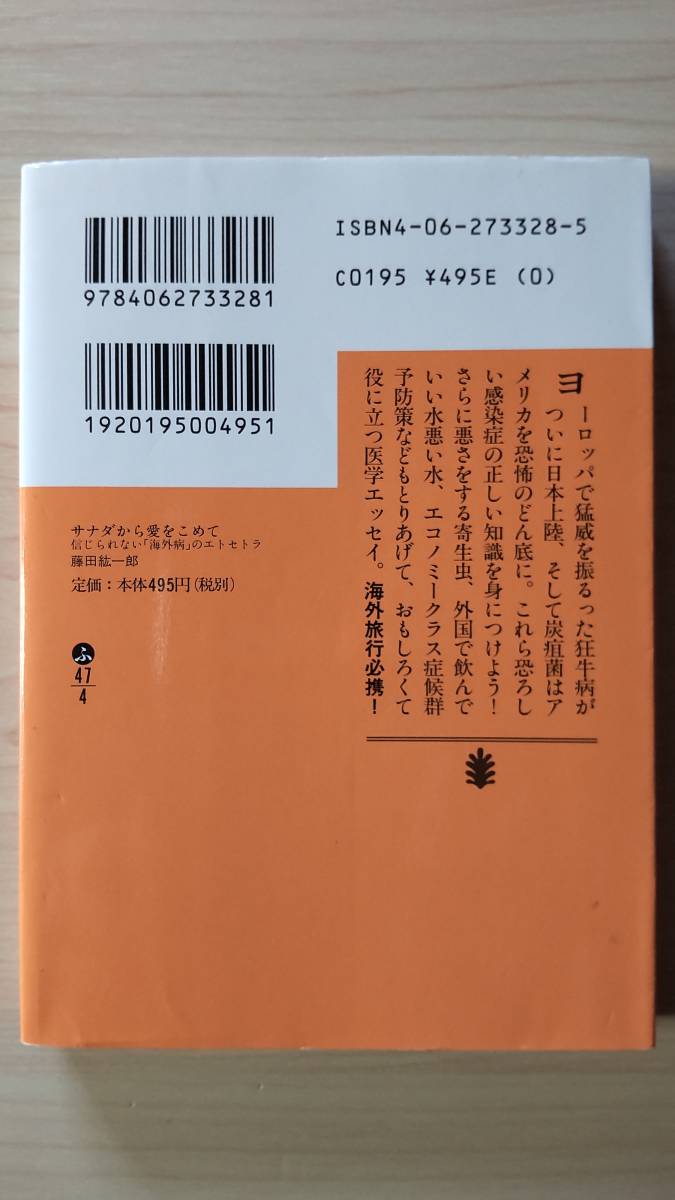 9784062733281
ISBN4-06-273328-5
C0195 ¥495E (0)
1920195004951
ヨーロッパで猛威を振るった狂牛病が
ついに日本上陸、そして炭疽菌はア
メリカを恐怖のどん底に。これら恐ろし
い感染症の正しい知識を身につけよう！
さらに悪さをする寄生虫、外国で飲んで
いい水悪い水、エコノミークラス症候群
予防策などもとりあげて、おもしろくて
役に立つ医学エッセイ。海外旅行必携！
サナダから愛をこめて
信じられない「海外病」のエトセトラ
藤田紘一郎
定価：本体495円（税別）
ふ
47
4